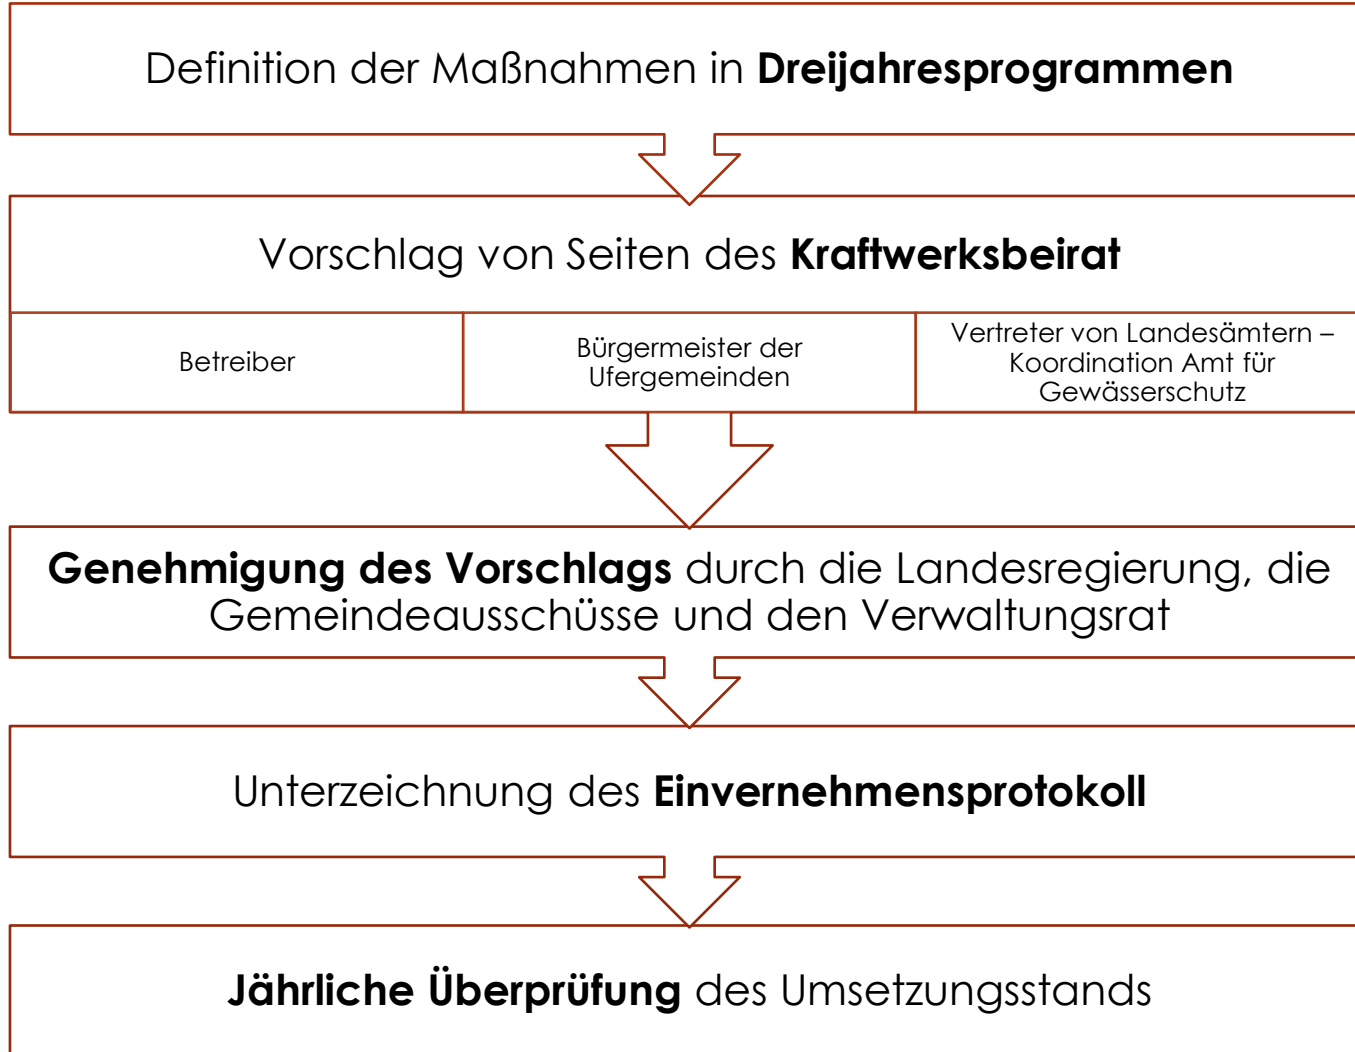 Definition der Maßnahmen in Dreijahresprogrammen
Vorschlag von Seiten des Kraftwerksbeirat
Betreiber
Bürgermeister der
Ufergemeinden
Vertreter von Landesämtern –
Koordination Amt für
Gewässerschutz
Genehmigung des Vorschlags durch die Landesregierung, die
Gemeindeausschüsse und den Verwaltungsrat
Unterzeichnung des Einvernehmensprotokoll
Jährliche Überprüfung des Umsetzungsstands